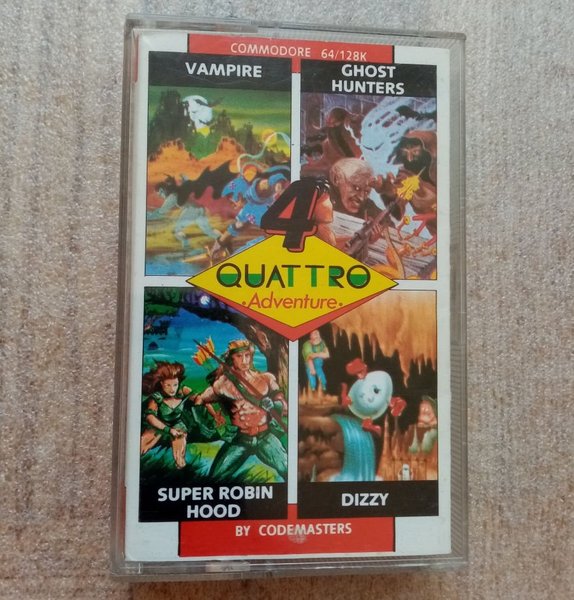 COMMODORE 64/128K
VAMPIRE
GHOST
HUNTERS
4
QUATTRO
•Adventure•
SUPER ROBIN
HOOD
DIZZY
BY CODEMASTERS